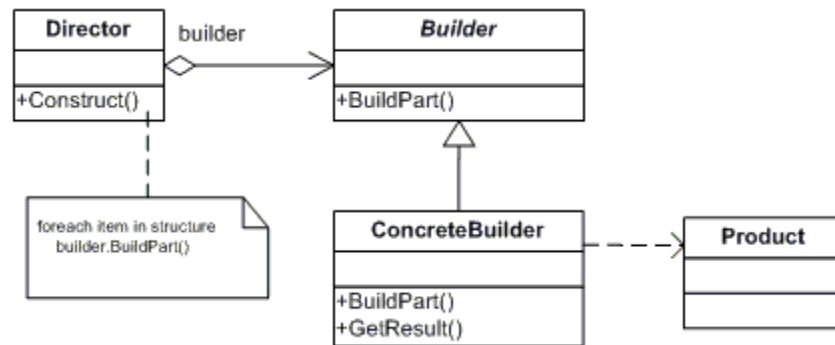 Director
builder
Builder
+Construct()
+BuildPart()
foreach item in structure
builder.BuildPart()
ConcreteBuilder
Product
+BuildPart()
+GetResult()